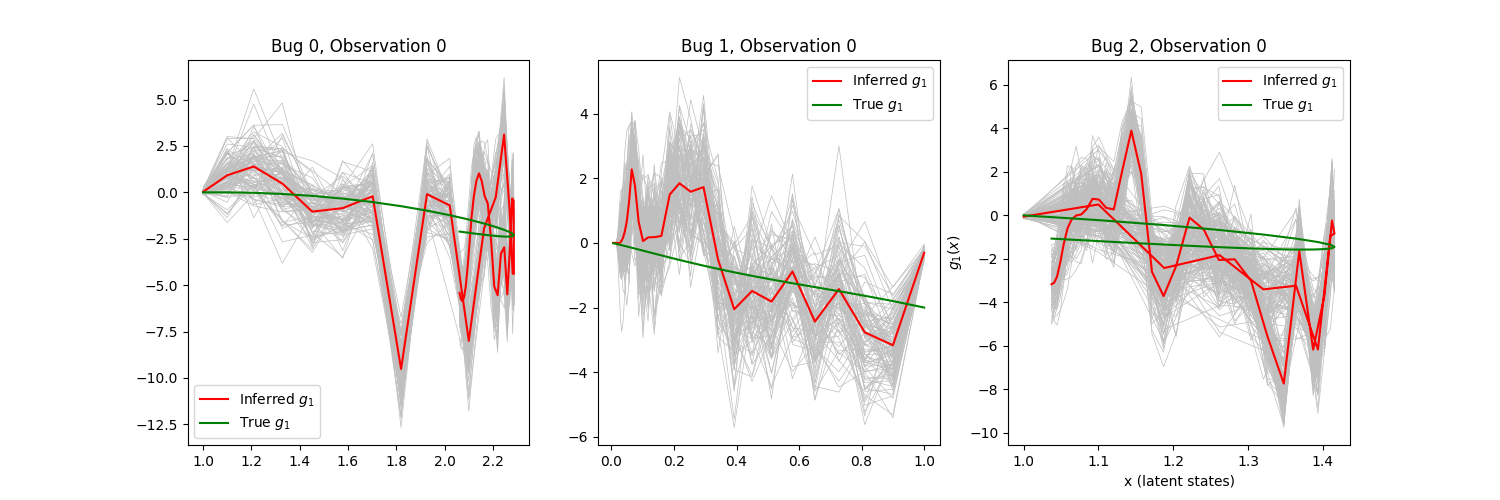 Bug 0, Observation 0
5.0
2.5
0.0
−2.5
−5.0
−7.5
−10.0
−12.5
Inferred g₁
True g₁
1.0 1.2 1.4 1.6 1.8 2.0 2.2
Bug 1, Observation 0
Inferred g₁
True g₁
4
2
0
−2
−4
−6
0.0 0.2 0.4 0.6 0.8 1.0
Bug 2, Observation 0
Inferred g₁
True g₁
g₁(x)
6
4
2
0
−2
−4
−6
−8
−10
1.0 1.1 1.2 1.3 1.4
x (latent states)